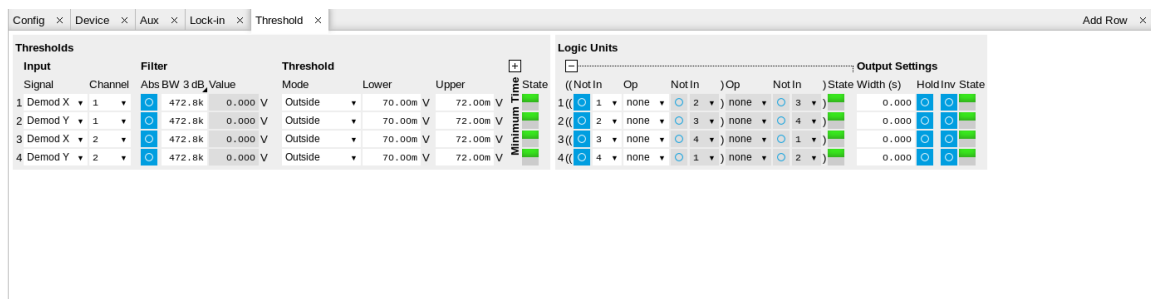 Config × Device × Aux × Lock-in × Threshold × Add Row ×
Thresholds Logic Units
Input Filter Threshold + − Output Settings
Signal Channel Abs BW 3 dB Value Mode Lower Upper Minimum Time State ((Not In Op Not In ) Op Not In ) State Width (s) Hold Inv State
1 Demod X 1 472.8k 0.000 V Outside 70.00m V 72.00m V 1 (( 1 none 2 ) none 3 ) 0.000
2 Demod Y 1 472.8k 0.000 V Outside 70.00m V 72.00m V 2 (( 2 none 3 ) none 4 ) 0.000
3 Demod X 2 472.8k 0.000 V Outside 70.00m V 72.00m V 3 (( 3 none 4 ) none 1 ) 0.000
4 Demod Y 2 472.8k 0.000 V Outside 70.00m V 72.00m V 4 (( 4 none 1 ) none 2 ) 0.000